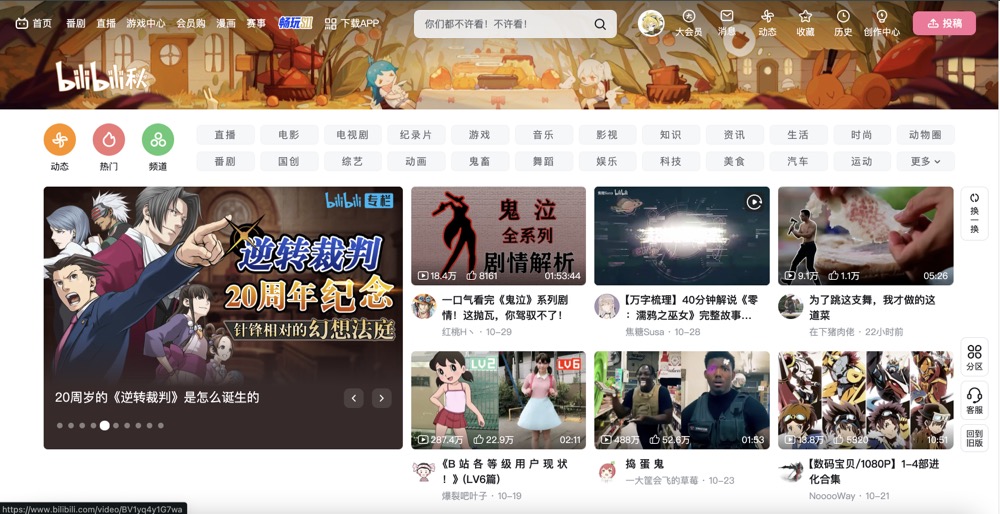 首页 番剧 直播 游戏中心 会员购 漫画 赛事 畅玩 下载APP
你们都不许看！不许看！
大会员 消息 动态 收藏 历史 创作中心 投稿
bilibili秋
动态 热门 频道
直播 电影 电视剧 纪录片 游戏 音乐 影视 知识 资讯 生活 时尚 动物圈
番剧 国创 综艺 动画 鬼畜 舞蹈 娱乐 科技 美食 汽车 运动 更多
bilibili 专栏
逆转裁判
20周年纪念
针锋相对的幻想法庭
20周岁的《逆转裁判》是怎么诞生的
鬼泣
全系列
剧情解析
18.4万 8161 01:53:44
一口气看完《鬼泣》系列剧
情！这抛瓦，你驾驭不了！
红桃H丶 · 10-29
焦糖Susa bilibili
【万字梳理】40分钟解说《零
：濡鸦之巫女》完整故事...
焦糖Susa · 10-28
9.1万 1.1万 05:26
为了跳这支舞，我才做的这
道菜
在下猪肉佬 · 22小时前
换一换
LV2 LV6
287.4万 22.9万 02:11
《B 站 各 等 级 用 户 现 状
！》(LV6篇)
爆裂吧叶子 · 10-19
488万 52.6万 01:53
捣 蛋 鬼
一大筐会飞的草莓 · 10-23
13.8万 5920 10:51
【数码宝贝/1080P】1-4部进
化合集
NooooWay · 10-21
分区
客服
回到
旧版
https://www.bilibili.com/video/BV1yq4y1G7wa